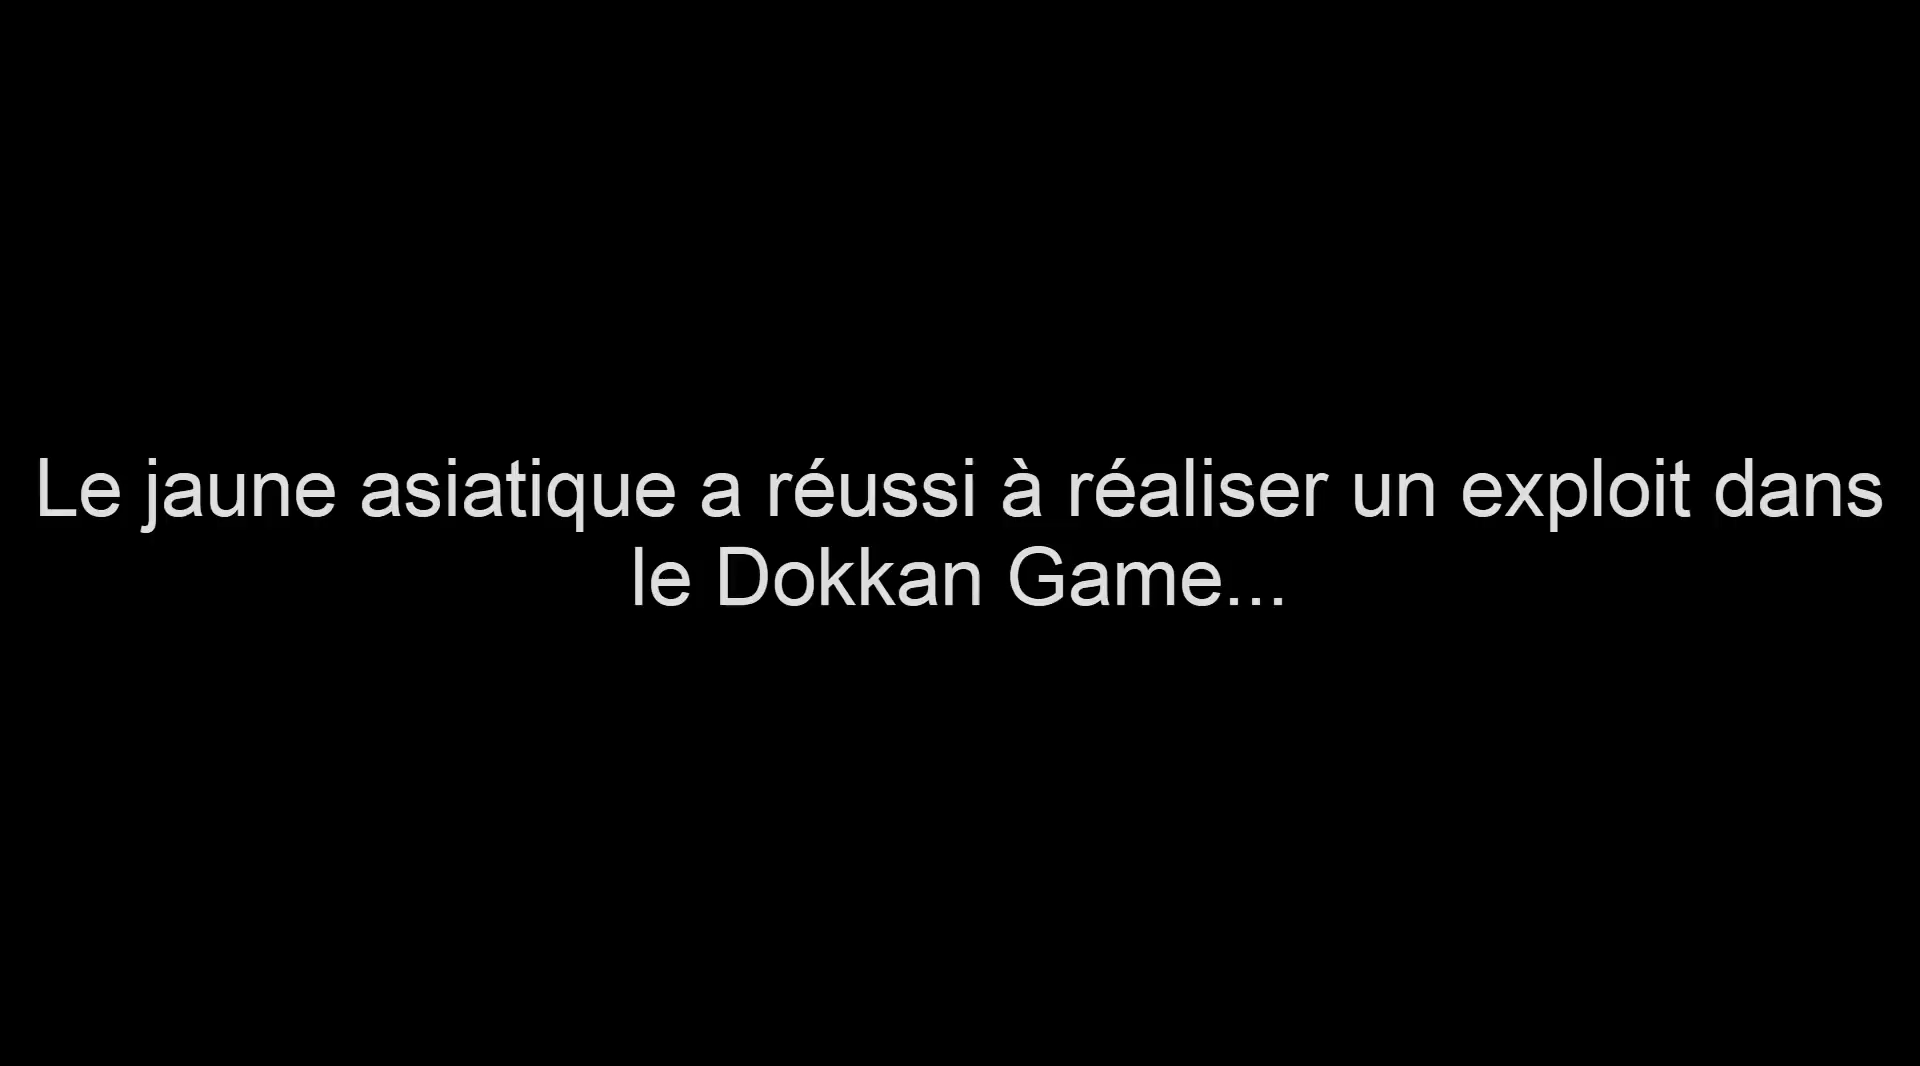 Le jaune asiatique a réussi à réaliser un exploit dans
le Dokkan Game...